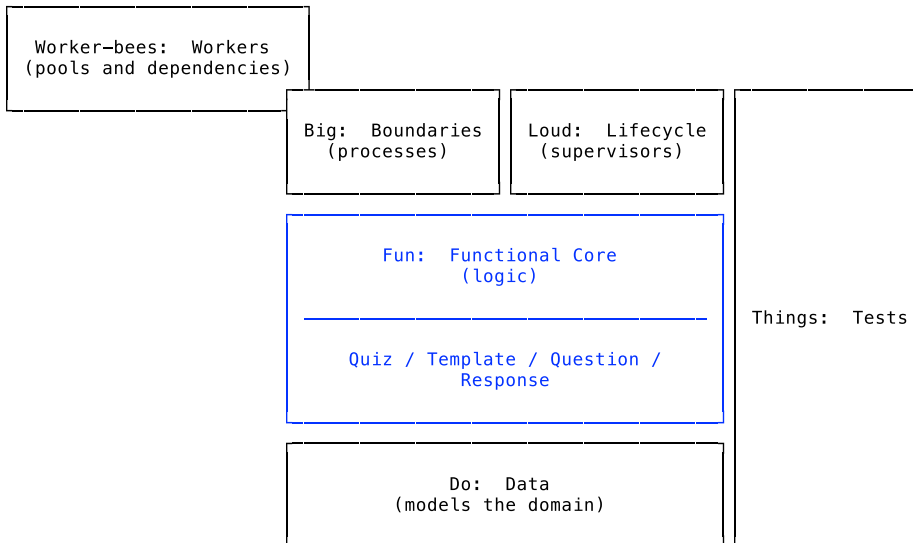 Worker-bees:  Workers
(pools and dependencies)
Big:  Boundaries
(processes)
Loud:  Lifecycle
(supervisors)
Fun:  Functional Core
(logic)
Quiz / Template / Question /
Response
Things:  Tests
Do:  Data
(models the domain)